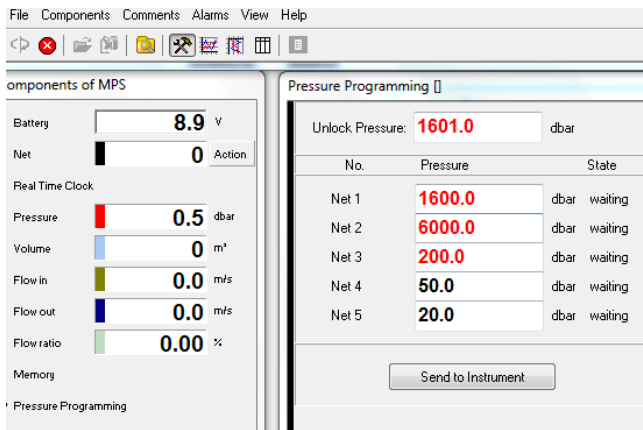 File Components Comments Alarms View Help
omponents of MPS
Battery 8.9 V
Net 0 Action
Real Time Clock
Pressure 0.5 dbar
Volume 0 m³
Flow in 0.0 m/s
Flow out 0.0 m/s
Flow ratio 0.00 %
Memory
Pressure Programming
Pressure Programming []
Unlock Pressure: 1601.0 dbar
No. Pressure State
Net 1 1600.0 dbar waiting
Net 2 6000.0 dbar waiting
Net 3 200.0 dbar waiting
Net 4 50.0 dbar waiting
Net 5 20.0 dbar waiting
Send to Instrument